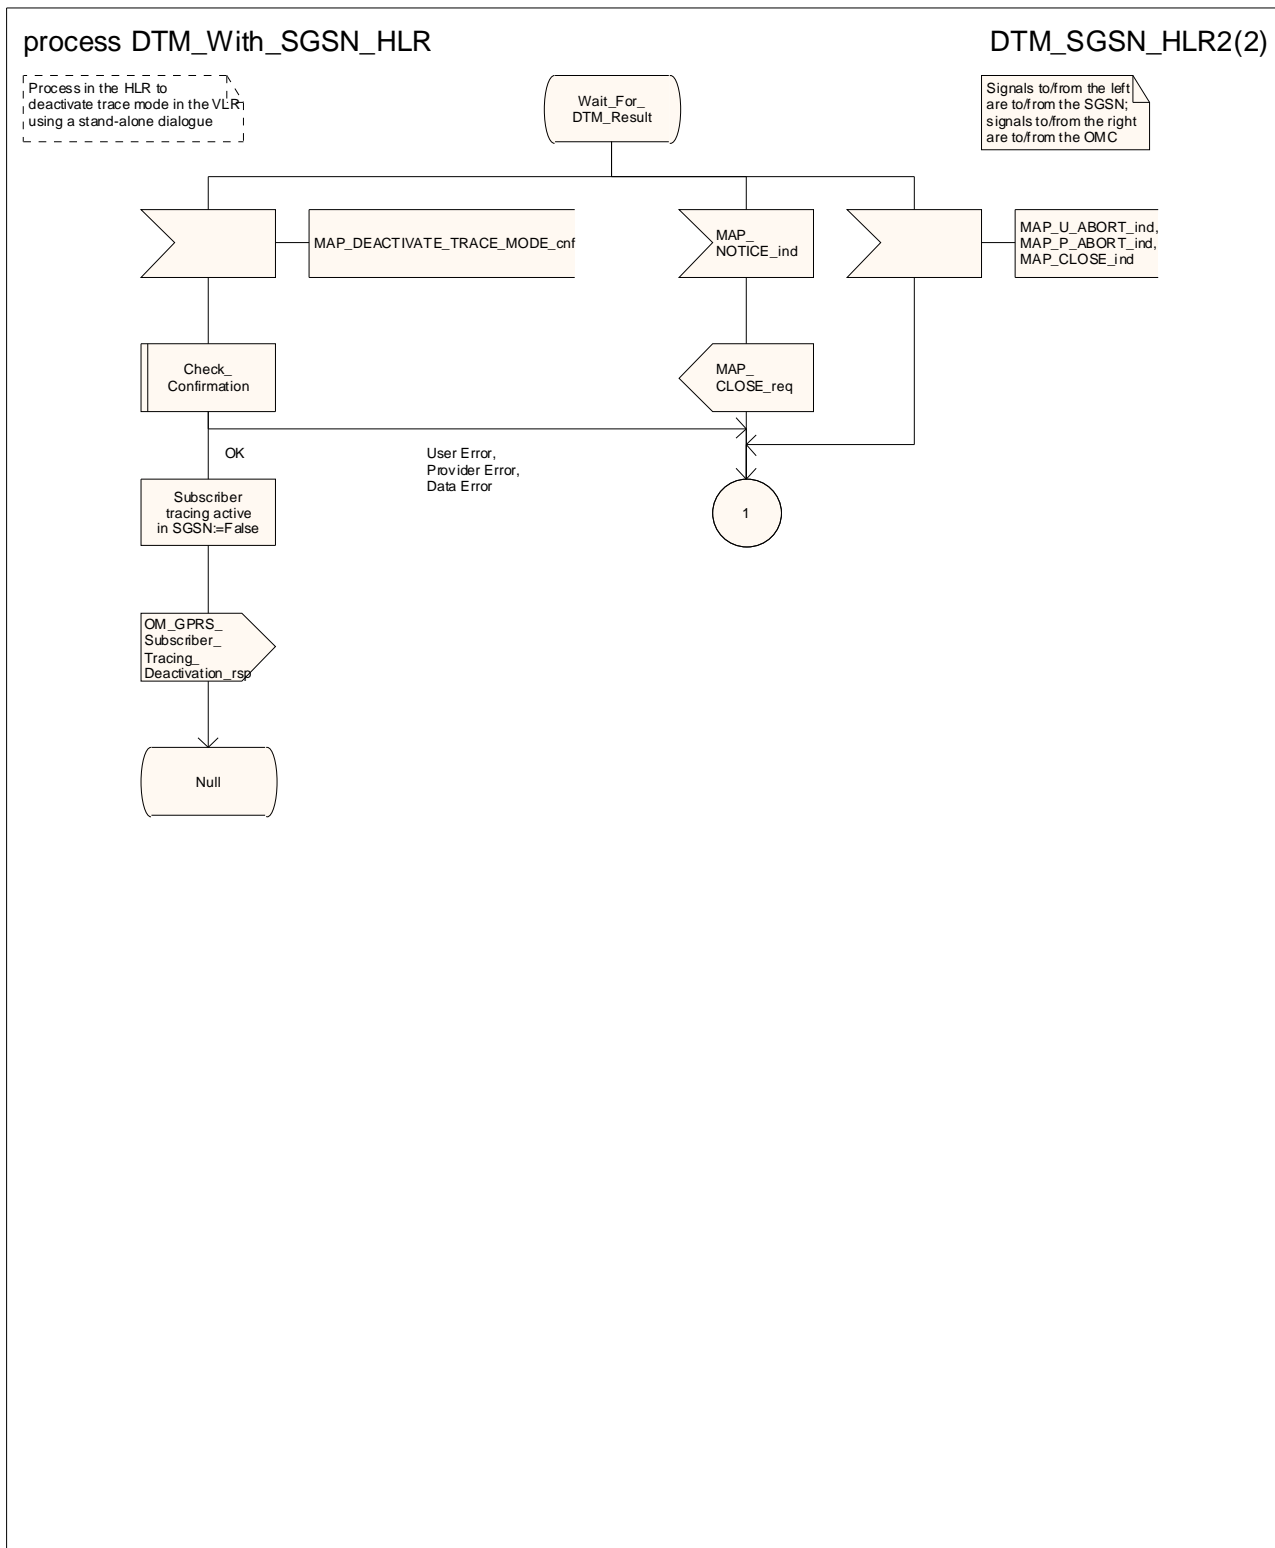 process DTM_With_SGSN_HLR
DTM_SGSN_HLR2(2)
Process in the HLR to
deactivate trace mode in the VLR
using a stand-alone dialogue
Wait_For_
DTM_Result
Signals to/from the left
are to/from the SGSN;
signals to/from the right
are to/from the OMC
MAP_DEACTIVATE_TRACE_MODE_cnf
MAP_
NOTICE_ind
MAP_U_ABORT_ind,
MAP_P_ABORT_ind,
MAP_CLOSE_ind
Check_
Confirmation
MAP_
CLOSE_req
OK
User Error,
Provider Error,
Data Error
Subscriber
tracing active
in SGSN:=False
1
OM_GPRS_
Subscriber_
Tracing_
Deactivation_rsp
Null